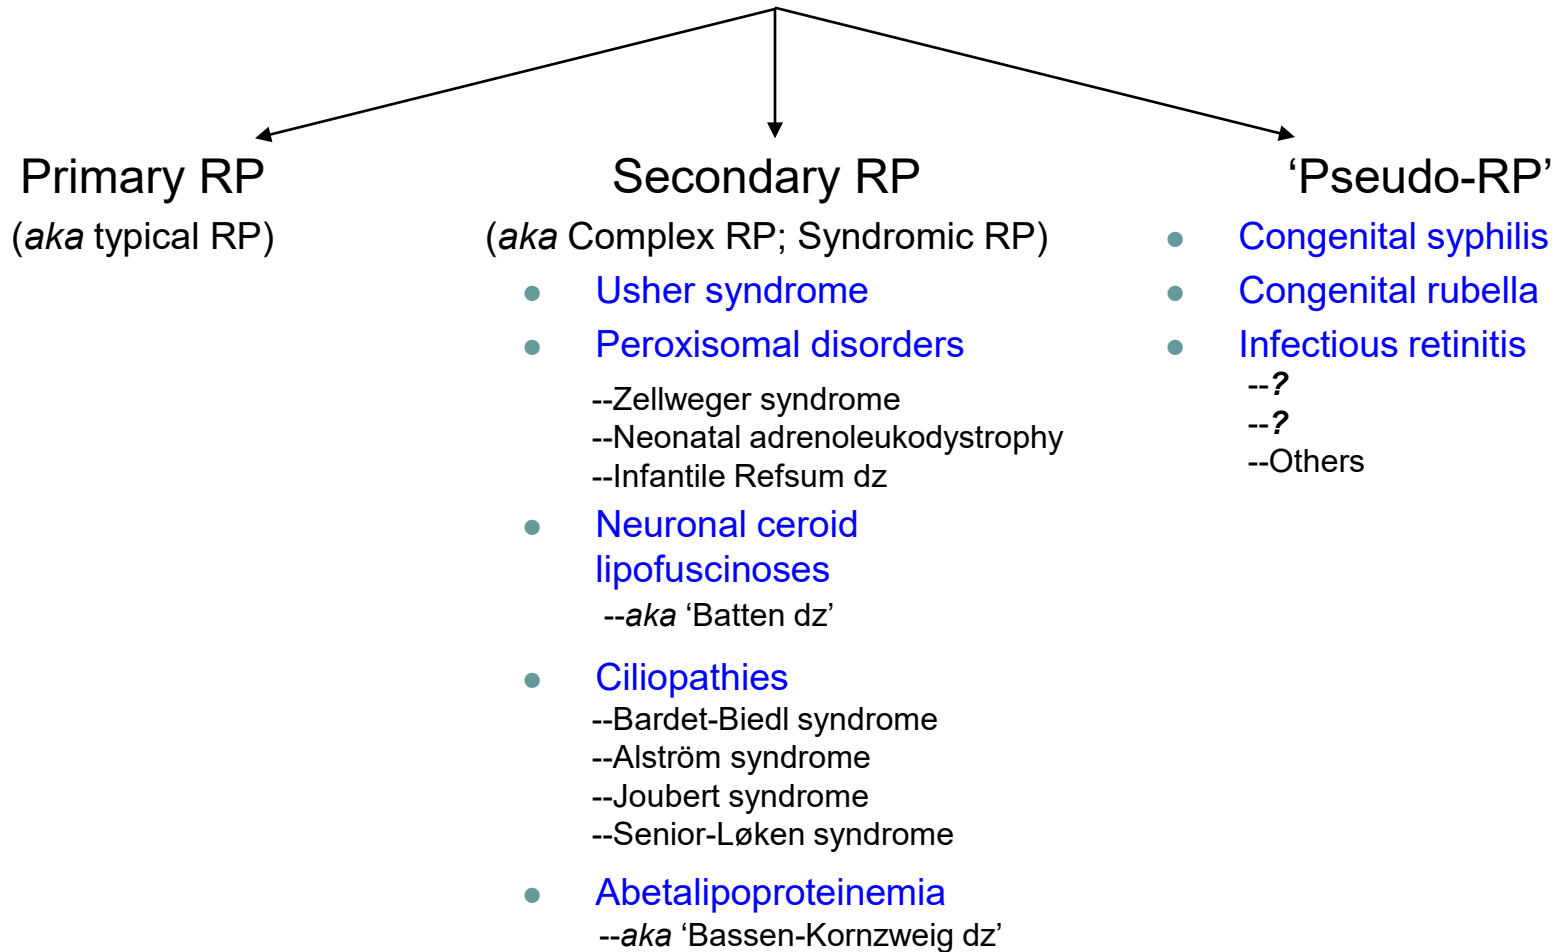 Primary RP
(aka typical RP)
Secondary RP
(aka Complex RP; Syndromic RP)
● Usher syndrome
● Peroxisomal disorders
--Zellweger syndrome
--Neonatal adrenoleukodystrophy
--Infantile Refsum dz
● Neuronal ceroid
lipofuscinoses
--aka ‘Batten dz’
● Ciliopathies
--Bardet-Biedl syndrome
--Alström syndrome
--Joubert syndrome
--Senior-Løken syndrome
● Abetalipoproteinemia
--aka ‘Bassen-Kornzweig dz’
‘Pseudo-RP’
● Congenital syphilis
● Congenital rubella
● Infectious retinitis
--?
--?
--Others